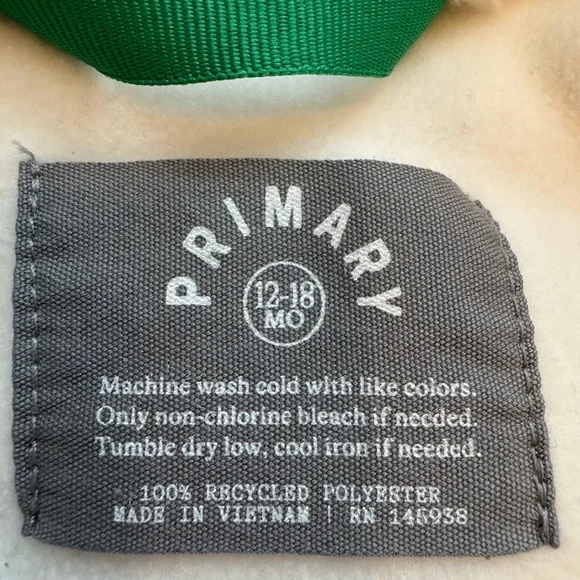 PRIMARY
12-18
MO
Machine wash cold with like colors.
Only non-chlorine bleach if needed.
Tumble dry low, cool iron if needed.
100% RECYCLED POLYESTER
MADE IN VIETNAM | RN 145938